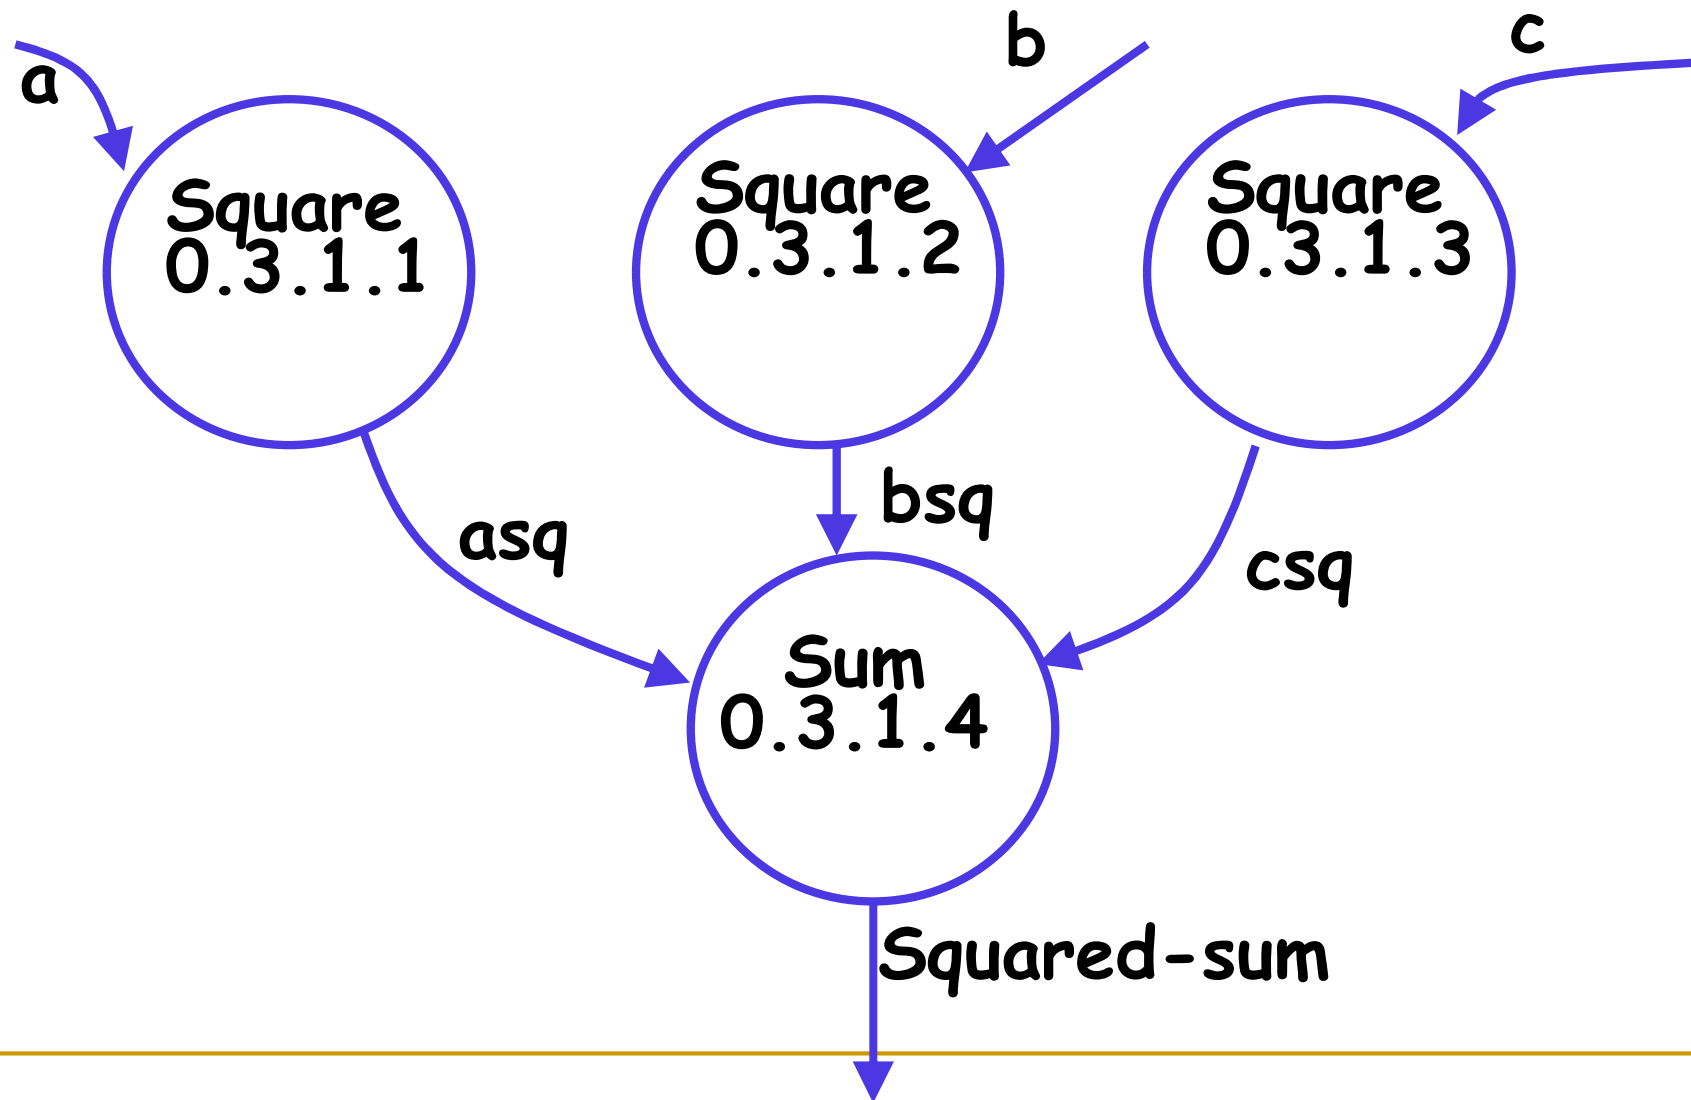 a
b
c
Square
0.3.1.1
Square
0.3.1.2
Square
0.3.1.3
asq
bsq
csq
Sum
0.3.1.4
Squared-sum